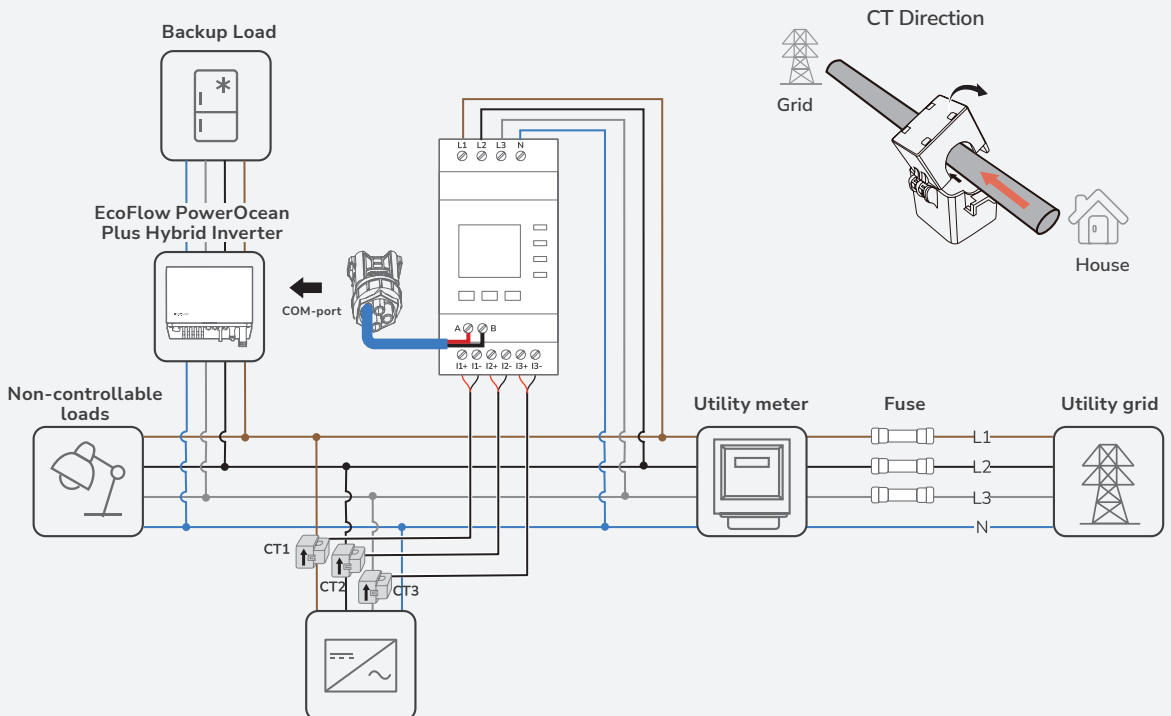 CT Direction
Backup Load
Grid
L1 L2 L3 N
EcoFlow PowerOcean
Plus Hybrid Inverter
House
COM-port
A B
I1+ I1- I2+ I2- I3+ I3-
Non-controllable
loads
Utility meter
Fuse
Utility grid
L1
L2
L3
N
CT1
CT2
CT3